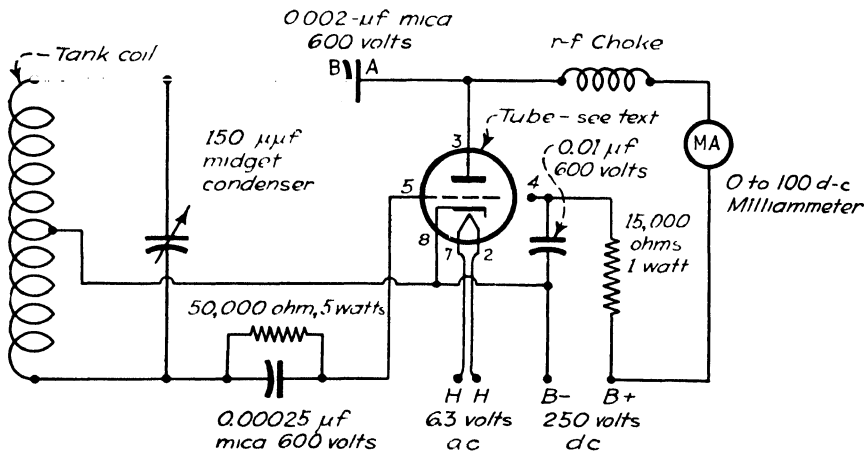 0.002-µf mica
600 volts
r-f Choke
Tank coil
B
A
Tube - see text
3
0.01 µf
600 volts
MA
150 µµf
midget
condenser
5
4
0 to 100 d-c
Milliammeter
15,000
ohms
1 watt
8
7
2
50,000 ohm, 5 watts
H
H
B-
B+
0.00025 µf
mica 600 volts
6.3 volts
ac
250 volts
dc